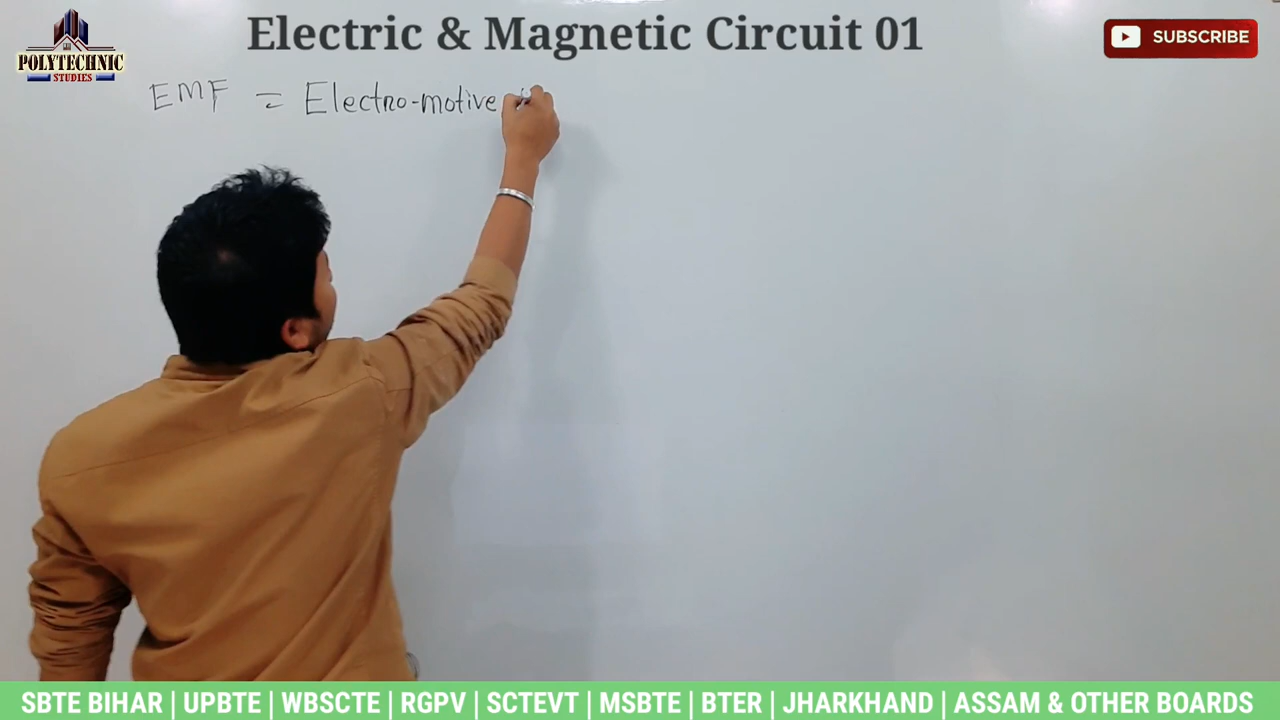 Electric & Magnetic Circuit 01
POLYTECHNIC
STUDIES
SUBSCRIBE
EMF = Electro-motive
SBTE BIHAR | UPBTE | WBSCTE | RGPV | SCTEVT | MSBTE | BTER | JHARKHAND | ASSAM & OTHER BOARDS